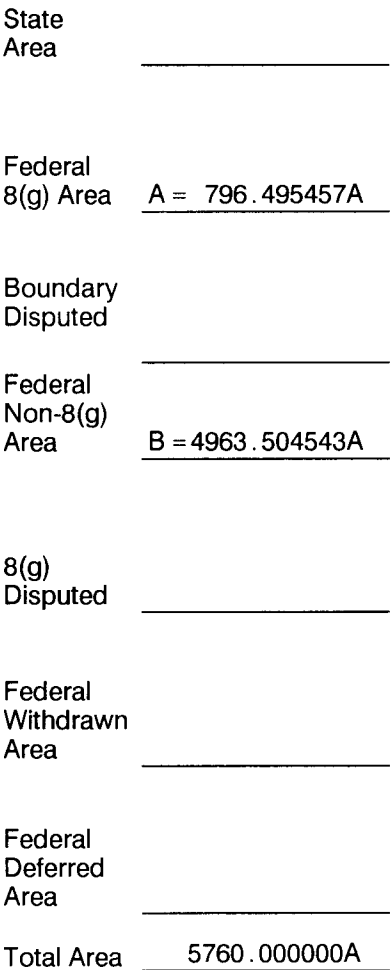 State
Area
Federal
8(g) Area A = 796.495457A
Boundary
Disputed
Federal
Non-8(g)
Area B = 4963.504543A
8(g)
Disputed
Federal
Withdrawn
Area
Federal
Deferred
Area
Total Area 5760.000000A